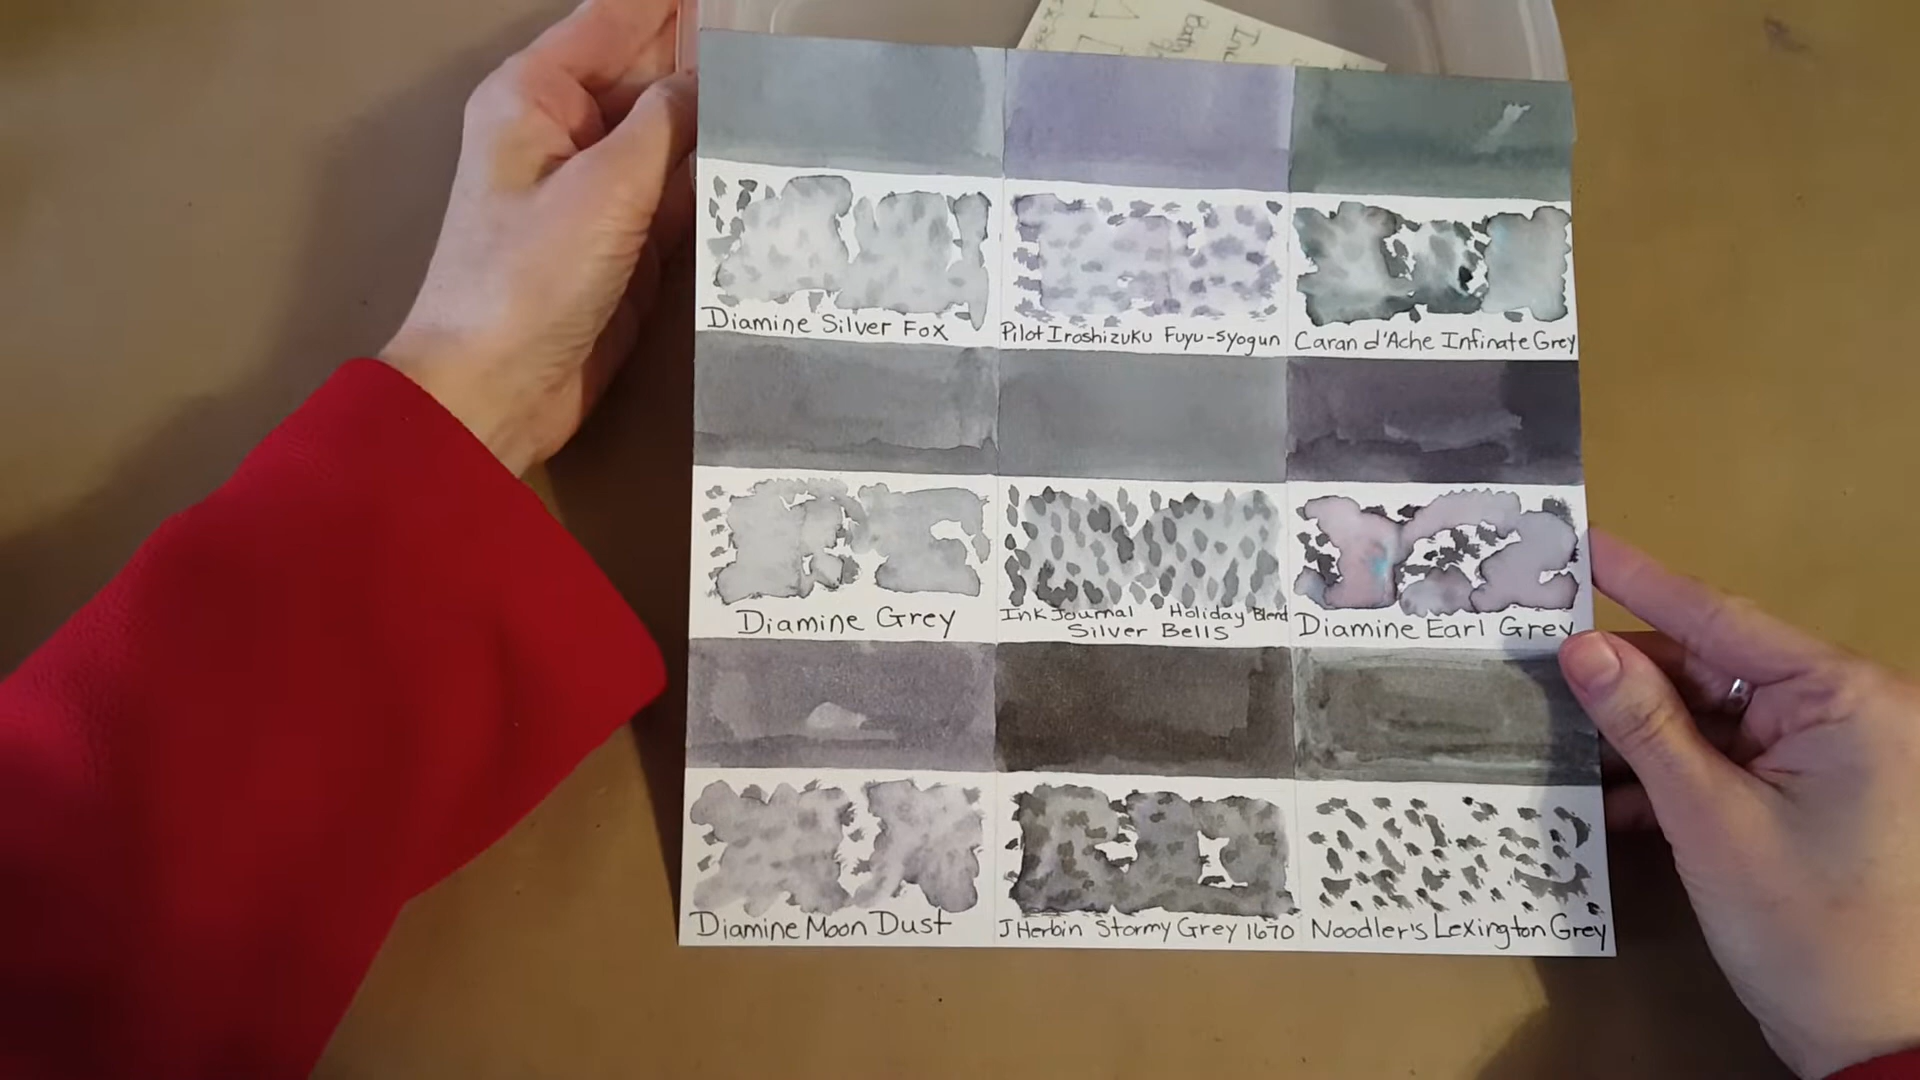 Diamine Silver Fox
Pilot Iroshizuku Fuyu-Syogun
Caran d'Ache Infinate Grey
Diamine Grey
Ink Journal Holiday Blend
Silver Bells
Diamine Earl Grey
Diamine Moon Dust
J Herbin Stormy Grey 1670
Noodler's Lexington Grey